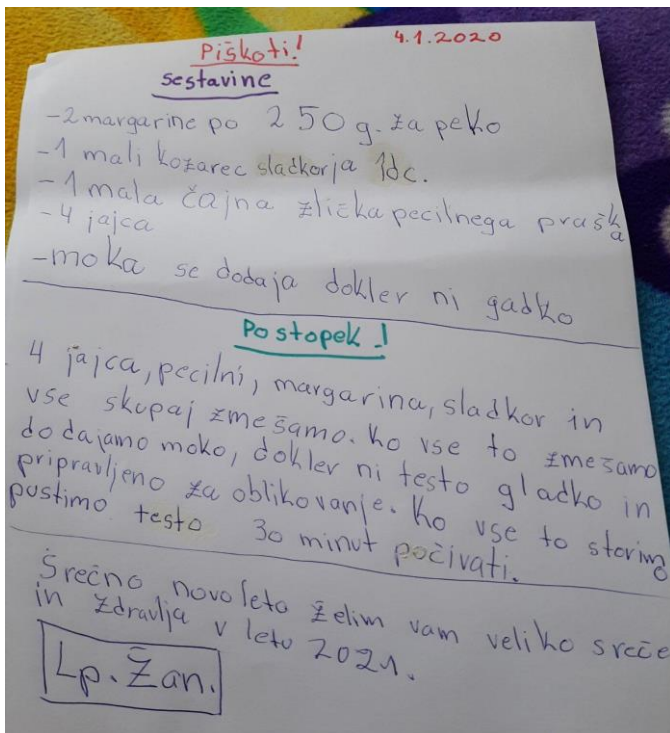 Piškoti! 4.1.2020
sestavine
-2 margarine po 250 g. za peko
-1 mali kozarec sladkorja 1dc.
-1 mala čajna žlička pecilnega praška
-4 jajca
-moka se dodaja dokler ni gadko
Postopek!
4 jajca, pecilni, margarina, sladkor in
vse skupaj zmešamo. Ko vse to zmešamo
dodajamo moko, dokler ni testo gladko in
pripravljeno za oblikovanje. Ko vse to storimo
pustimo testo 30 minut počivati.
Srečno novo leto želim vam veliko sreče
in zdravlja v letu 2021.
Lp. Žan.